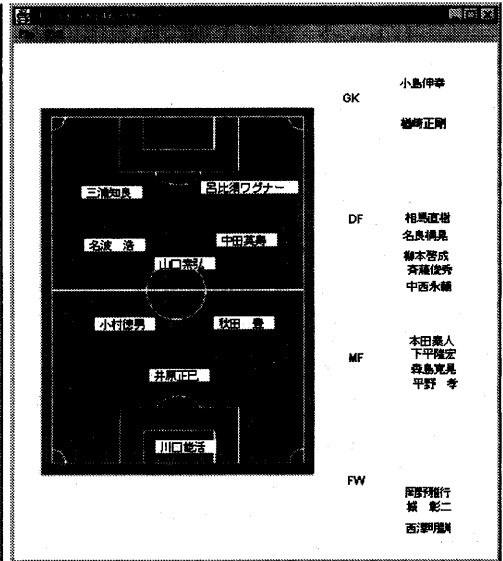 小島伸幸
GK
楢崎正剛
三浦知良
呂比須ワグナー
DF
相馬直樹
名良橋晃
名波 浩
中田英寿
柳本啓成
山口素弘
斉藤俊秀
中西永輔
小村徳男
秋田 豊
本田泰人
下平隆宏
MF
森島寛晃
井原正巳
平野 孝
川口能活
FW
岡野雅行
城 彰二
西澤明訓